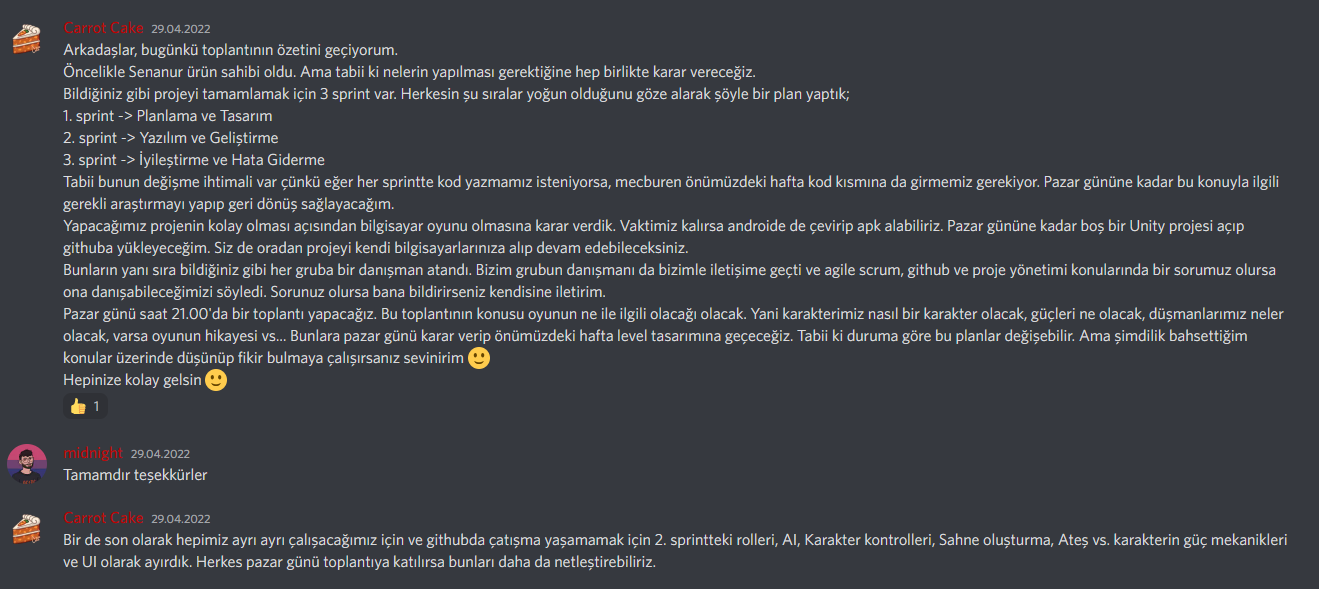 Carrot Cake 29.04.2022
Arkadaşlar, bugünkü toplantının özetini geçiyorum.
Öncelikle Senanur ürün sahibi oldu. Ama tabii ki nelerin yapılması gerektiğine hep birlikte karar vereceğiz.
Bildiğiniz gibi projeyi tamamlamak için 3 sprint var. Herkesin şu sıralar yoğun olduğunu göze alarak şöyle bir plan yaptık;
1. sprint -> Planlama ve Tasarım
2. sprint -> Yazılım ve Geliştirme
3. sprint -> İyileştirme ve Hata Giderme
Tabii bunun değişme ihtimali var çünkü eğer her sprintte kod yazmamız isteniyorsa, mecburen önümüzdeki hafta kod kısmına da girmemiz gerekiyor. Pazar gününe kadar bu konuyla ilgili
gerekli araştırmayı yapıp geri dönüş sağlayacağım.
Yapacağımız projenin kolay olması açısından bilgisayar oyunu olmasına karar verdik. Vaktimiz kalırsa androide de çevirip apk alabiliriz. Pazar gününe kadar boş bir Unity projesi açıp
githuba yükleyeceğim. Siz de oradan projeyi kendi bilgisayarlarınıza alıp devam edebileceksiniz.
Bunların yanı sıra bildiğiniz gibi her gruba bir danışman atandı. Bizim grubun danışmanı da bizimle iletişime geçti ve agile scrum, github ve proje yönetimi konularında bir sorumuz olursa
ona danışabileceğimizi söyledi. Sorunuz olursa bana bildirirseniz kendisine iletirim.
Pazar günü saat 21.00'da bir toplantı yapacağız. Bu toplantının konusu oyunun ne ile ilgili olacağı olacak. Yani karakterimiz nasıl bir karakter olacak, güçleri ne olacak, düşmanlarımız neler
olacak, varsa oyunun hikayesi vs... Bunlara pazar günü karar verip önümüzdeki hafta level tasarımına geçeceğiz. Tabii ki duruma göre bu planlar değişebilir. Ama şimdilik bahsettiğim
konular üzerinde düşünüp fikir bulmaya çalışırsanız sevinirim 🙂
Hepinize kolay gelsin 🙂
👍 1
midnight 29.04.2022
Tamamdır teşekkürler
Carrot Cake 29.04.2022
Bir de son olarak hepimiz ayrı ayrı çalışacağımız için ve githubda çatışma yaşamamak için 2. sprintteki rolleri, AI, Karakter kontrolleri, Sahne oluşturma, Ateş vs. karakterin güç mekanikleri
ve UI olarak ayırdık. Herkes pazar günü toplantıya katılırsa bunları daha da netleştirebiliriz.